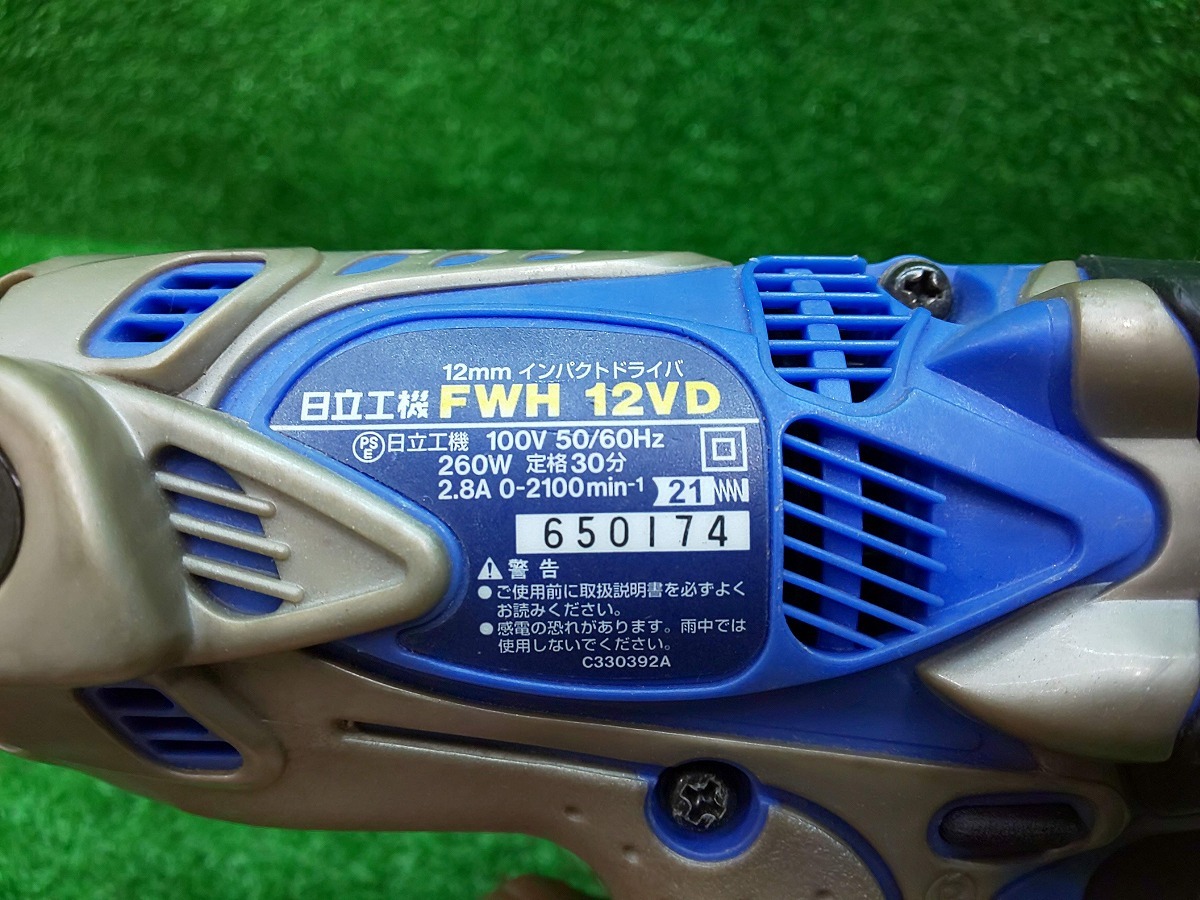 12mm インパクトドライバ
日立工機 FWH 12VD
PSE 日立工機 100V 50/60Hz
260W 定格30分
2.8A 0-2100min-1 21
650174
警告
●ご使用前に取扱説明書を必ずよく
お読みください。
●感電の恐れがあります。雨中では
使用しないでください。
C330392A